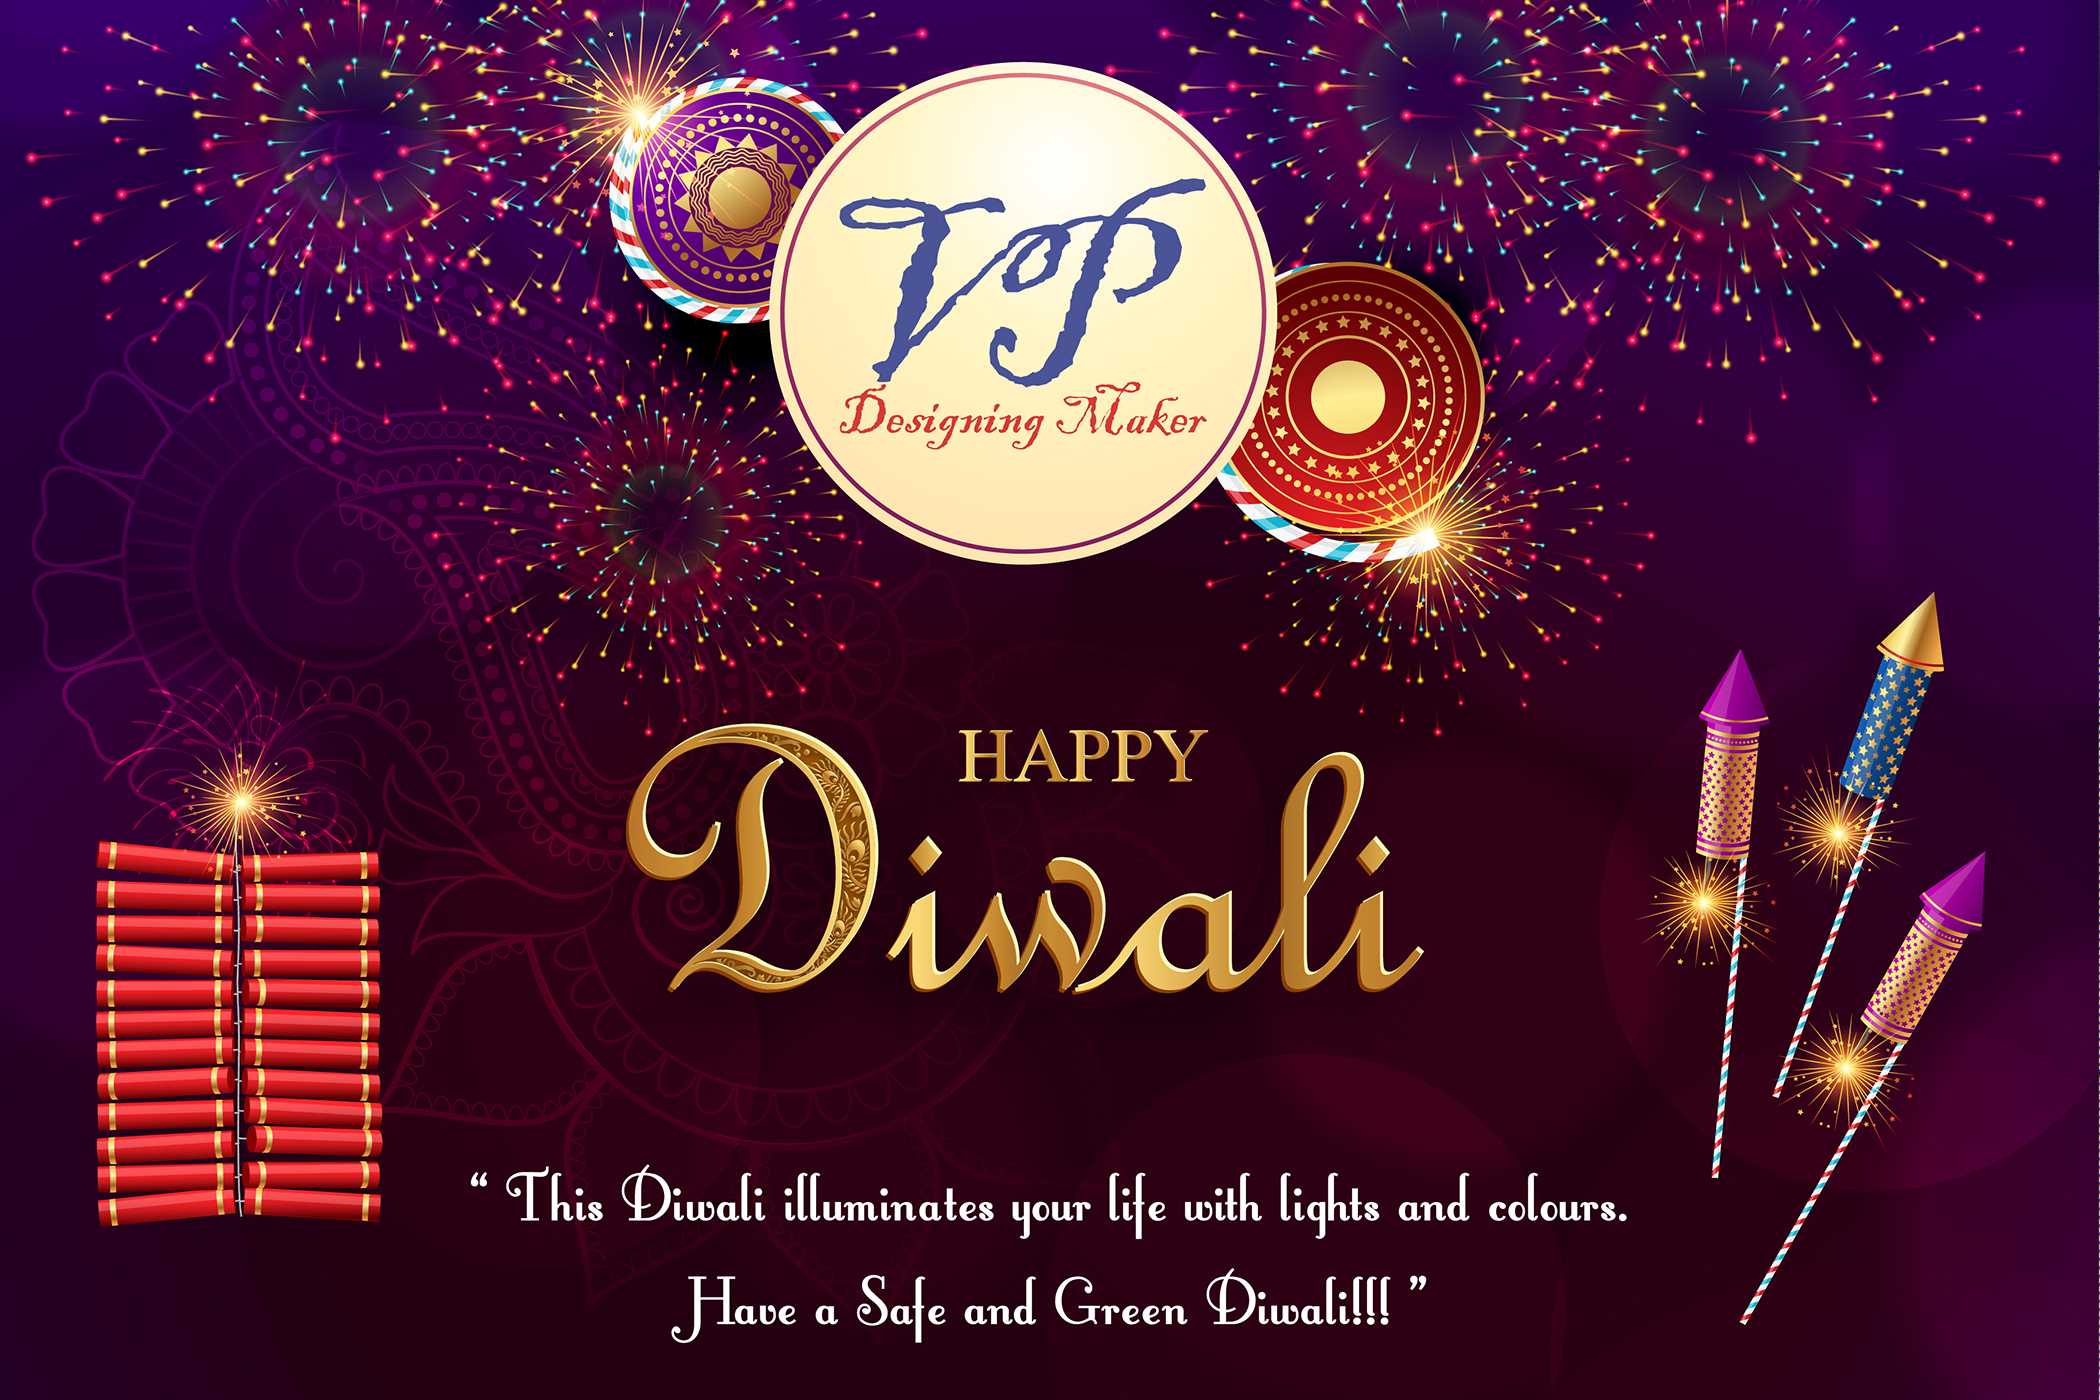 VP
Designing Maker
HAPPY
Diwali
“ This Diwali illuminates your life with lights and colours.
Have a Safe and Green Diwali!!! ”